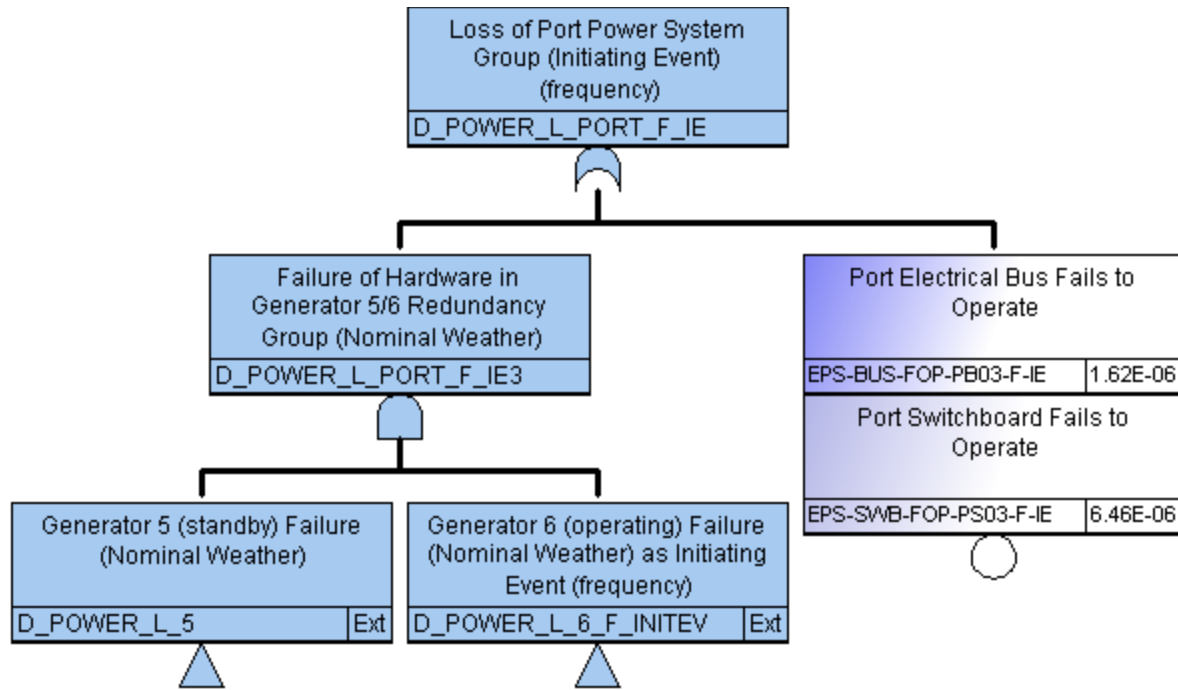 Loss of Port Power System
Group (Initiating Event)
(frequency)
D_POWER_L_PORT_F_IE
Failure of Hardware in
Generator 5/6 Redundancy
Group (Nominal Weather)
D_POWER_L_PORT_F_IE3
Port Electrical Bus Fails to
Operate
EPS-BUS-FOP-PB03-F-IE 1.62E-06
Port Switchboard Fails to
Operate
EPS-SWB-FOP-PS03-F-IE 6.46E-06
Generator 5 (standby) Failure
(Nominal Weather)
D_POWER_L_5 Ext
Generator 6 (operating) Failure
(Nominal Weather) as Initiating
Event (frequency)
D_POWER_L_6_F_INITEV Ext